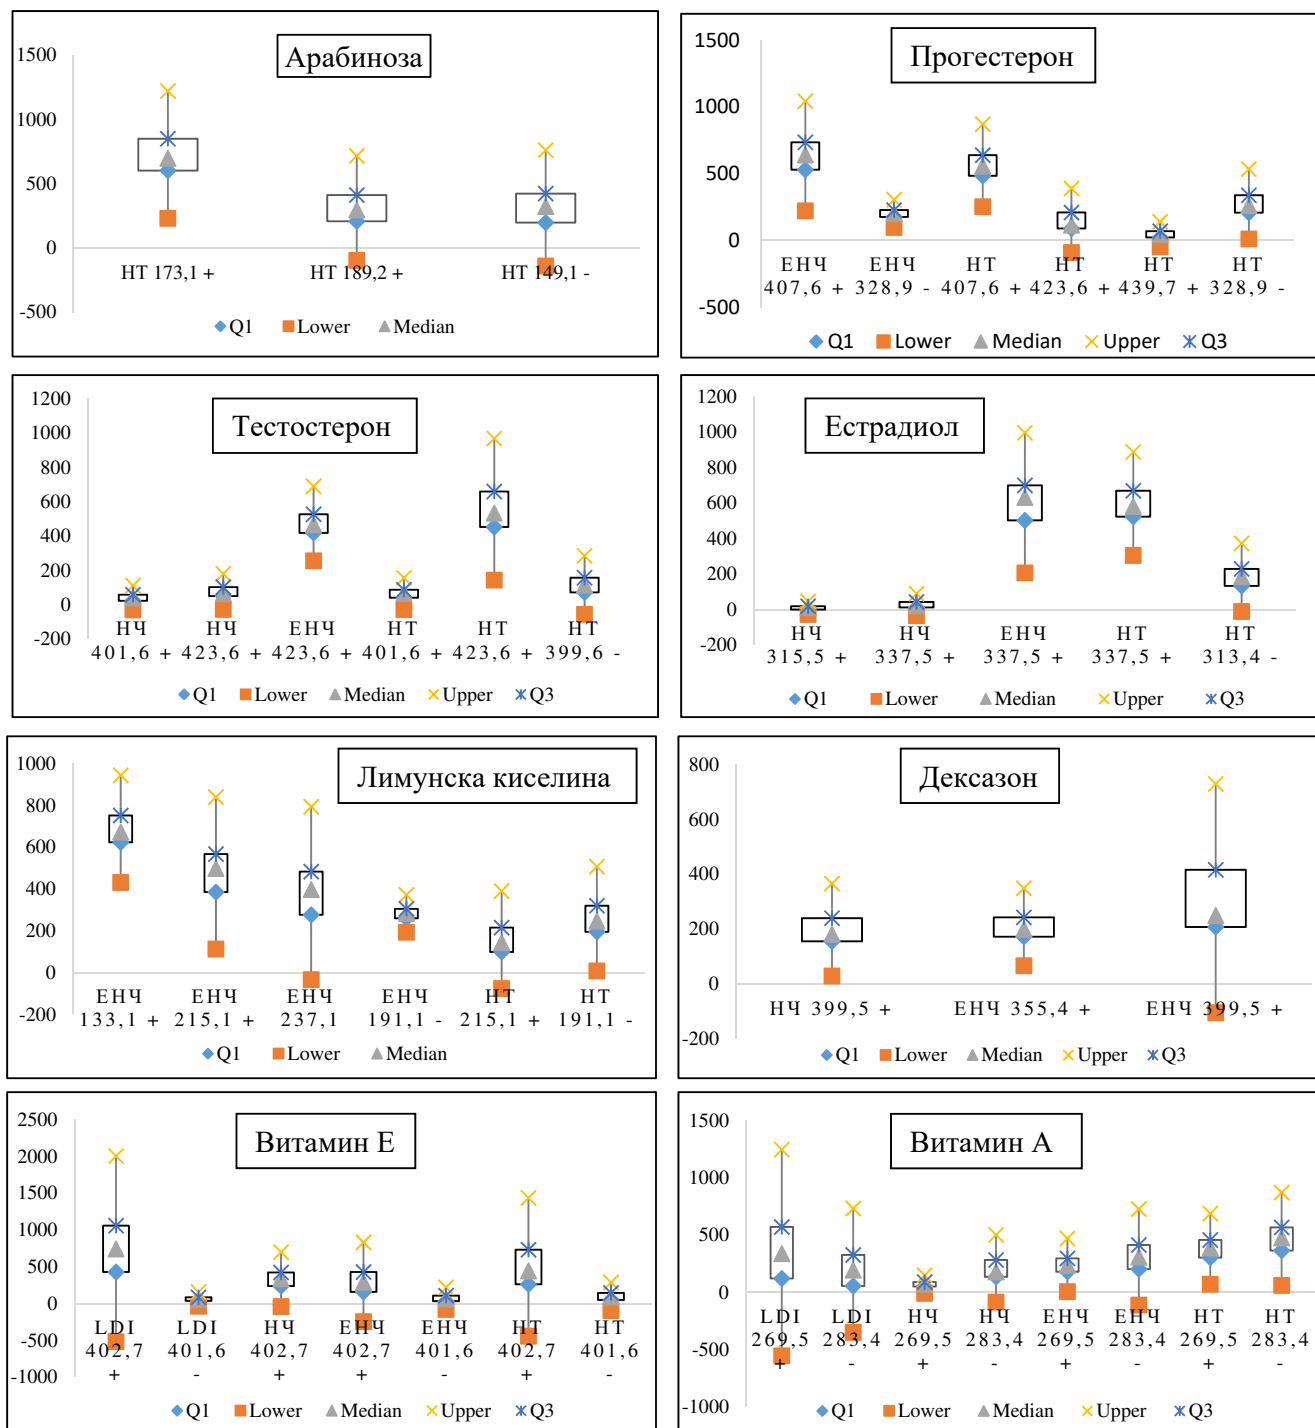 Арабиноза
1500
1000
500
0
-500
НТ 173,1 + НТ 189,2 + НТ 149,1 -
Q1 Lower Median
Прогестерон
1500
1000
500
0
-500
ЕНЧ ЕНЧ НТ НТ НТ НТ
407,6 + 328,9 - 407,6 + 423,6 + 439,7 + 328,9 -
Q1 Lower Median Upper Q3
Тестостерон
1200
1000
800
600
400
200
0
-200
НЧ НЧ ЕНЧ НТ НТ НТ
401,6 + 423,6 + 423,6 + 401,6 + 423,6 + 399,6 -
Q1 Lower Median Upper Q3
Естрадиол
1200
1000
800
600
400
200
0
-200
НЧ НЧ ЕНЧ НТ НТ
315,5 + 337,5 + 337,5 + 337,5 + 313,4 -
Q1 Lower Median Upper Q3
Лимунска киселина
1000
800
600
400
200
0
-200
ЕНЧ ЕНЧ ЕНЧ ЕНЧ НТ НТ
133,1 + 215,1 + 237,1 191,1 - 215,1 + 191,1 -
Q1 Lower Median
Дексазон
800
600
400
200
0
-200
НЧ 399,5 + ЕНЧ 355,4 + ЕНЧ 399,5 +
Q1 Lower Median Upper Q3
Витамин Е
2500
2000
1500
1000
500
0
-500
-1000
LDI LDI НЧ ЕНЧ ЕНЧ НТ НТ
402,7 401,6 402,7 402,7 401,6 402,7 401,6
+ - + + - + -
Q1 Lower Median Upper Q3
Витамин А
1500
1000
500
0
-500
-1000
LDI LDI НЧ НЧ ЕНЧ ЕНЧ НТ НТ
269,5 283,4 269,5 283,4 269,5 283,4 269,5 283,4
+ - + - + - + -
Q1 Lower Median Upper Q3